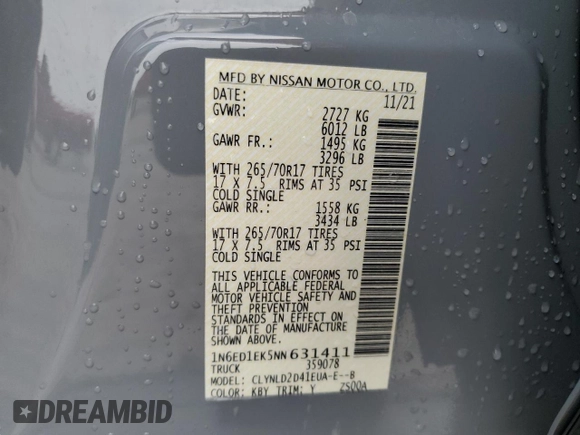 MFD BY NISSAN MOTOR CO., LTD.
DATE: 11/21
GVWR: 2727 KG
6012 LB
GAWR FR.: 1495 KG
3296 LB
WITH 265/70R17 TIRES
17 X 7.5 RIMS AT 35 PSI
COLD SINGLE
GAWR RR.: 1558 KG
3434 LB
WITH 265/70R17 TIRES
17 X 7.5 RIMS AT 35 PSI
COLD SINGLE
THIS VEHICLE CONFORMS TO
ALL APPLICABLE FEDERAL
MOTOR VEHICLE SAFETY AND
THEFT PREVENTION
STANDARDS IN EFFECT ON
THE DATE OF MANUFACTURE
SHOWN ABOVE.
1N6ED1EK5NN631411
TRUCK 359078
MODEL: CLYNLD2D41EUA-E--B
COLOR: KBY TRIM: Y Z500A
DREAMBID